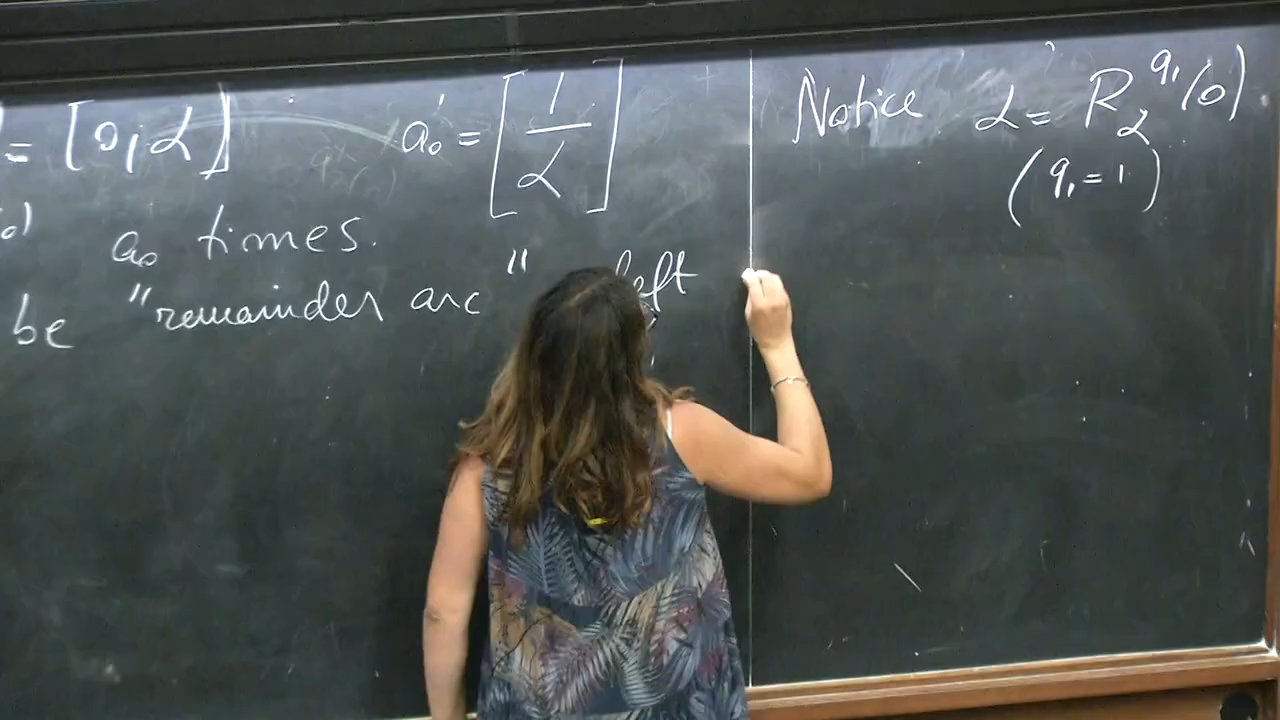 = [0, α]   a₀ = [1/α]
a₀ times.
be "remainder arc" left
Notice α = R_α^{q₁}(0)
(q₁ = 1)